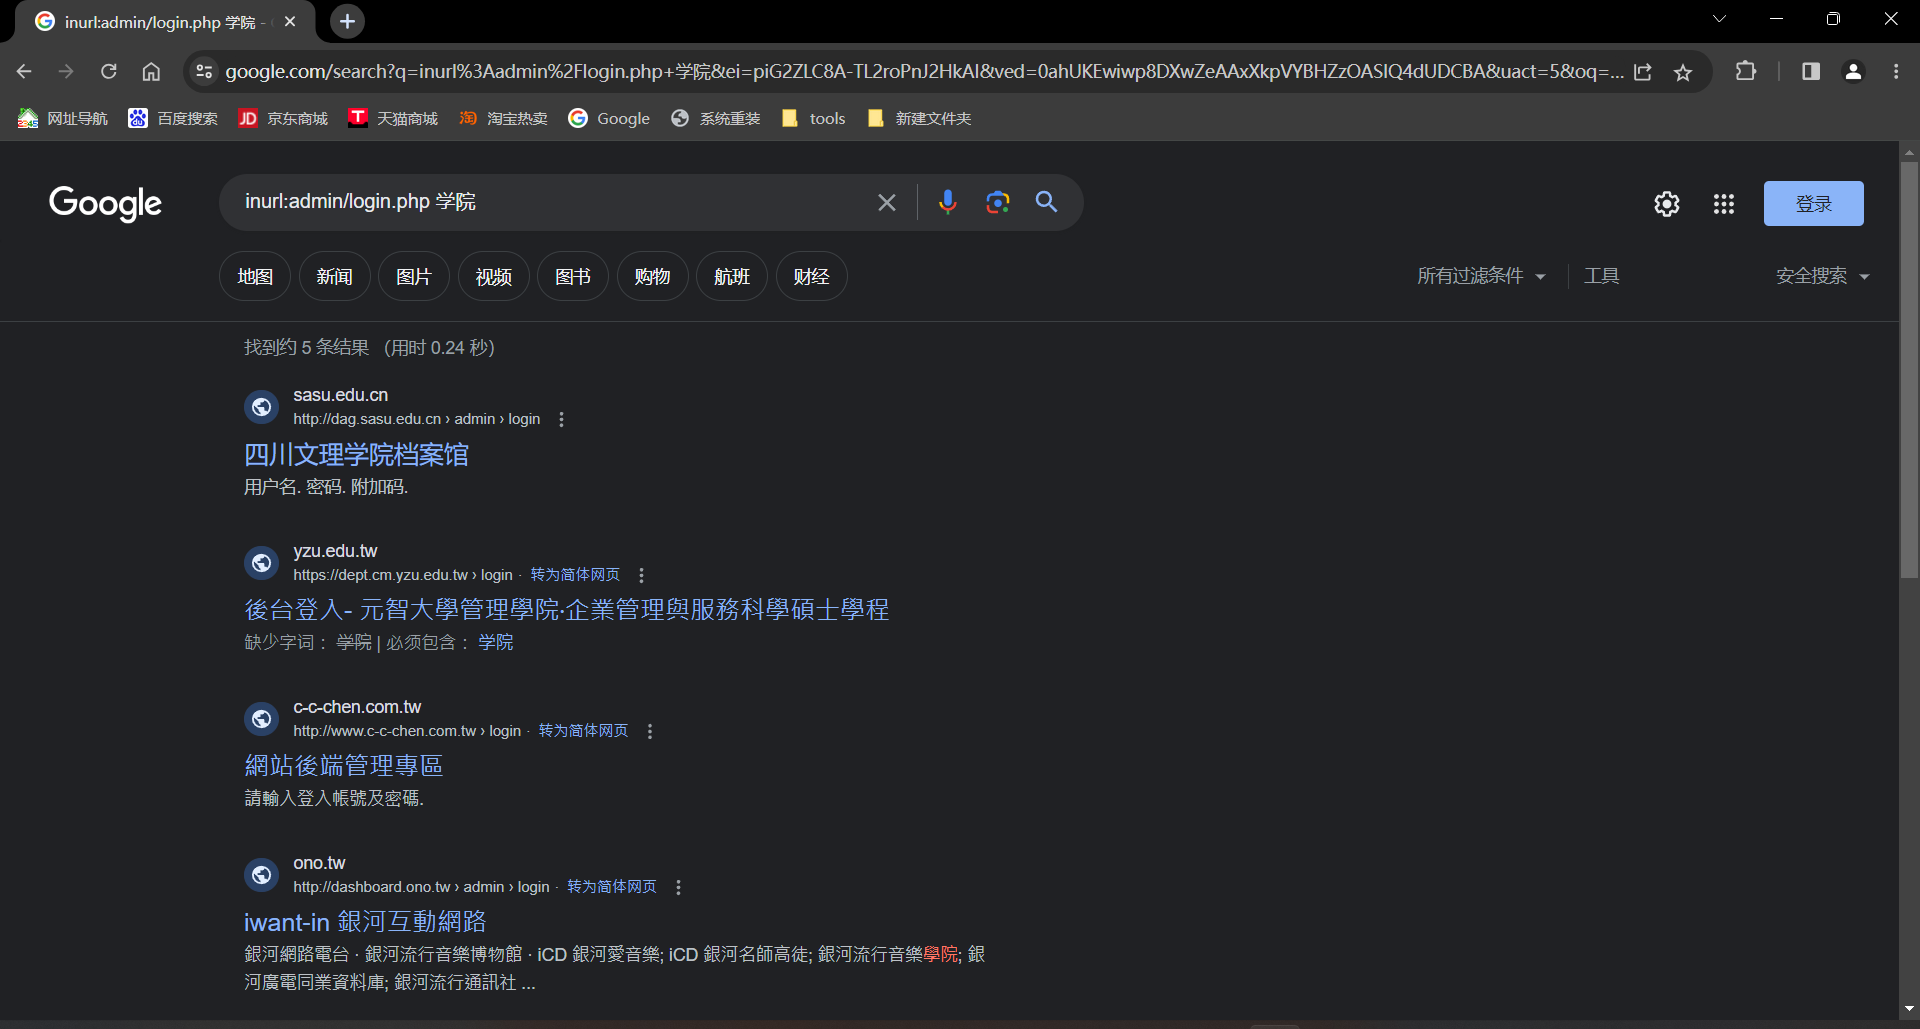 inurl:admin/login.php 学院 -
google.com/search?q=inurl%3Aadmin%2Flogin.php+学院&ei=piG2ZLC8A-TL2roPnJ2HkAI&ved=0ahUKEwiwp8DXwZeAAxXkpVYBHZzOASIQ4dUDCBA&uact=5&oq=...
网址导航 百度搜索 京东商城 天猫商城 淘宝热卖 Google 系统重装 tools 新建文件夹
Google
inurl:admin/login.php 学院
登录
地图 新闻 图片 视频 图书 购物 航班 财经 所有过滤条件 工具 安全搜索
找到约 5 条结果 (用时 0.24 秒)
sasu.edu.cn
http://dag.sasu.edu.cn › admin › login
四川文理学院档案馆
用户名. 密码. 附加码.
yzu.edu.tw
https://dept.cm.yzu.edu.tw › login · 转为简体网页
後台登入- 元智大學管理學院·企業管理與服務科學碩士學程
缺少字词： 学院 | 必须包含： 学院
c-c-chen.com.tw
http://www.c-c-chen.com.tw › login · 转为简体网页
網站後端管理專區
請輸入登入帳號及密碼.
ono.tw
http://dashboard.ono.tw › admin › login · 转为简体网页
iwant-in 銀河互動網路
銀河網路電台 · 銀河流行音樂博物館 · iCD 銀河愛音樂; iCD 銀河名師高徒; 銀河流行音樂學院; 銀
河廣電同業資料庫; 銀河流行通訊社 ...